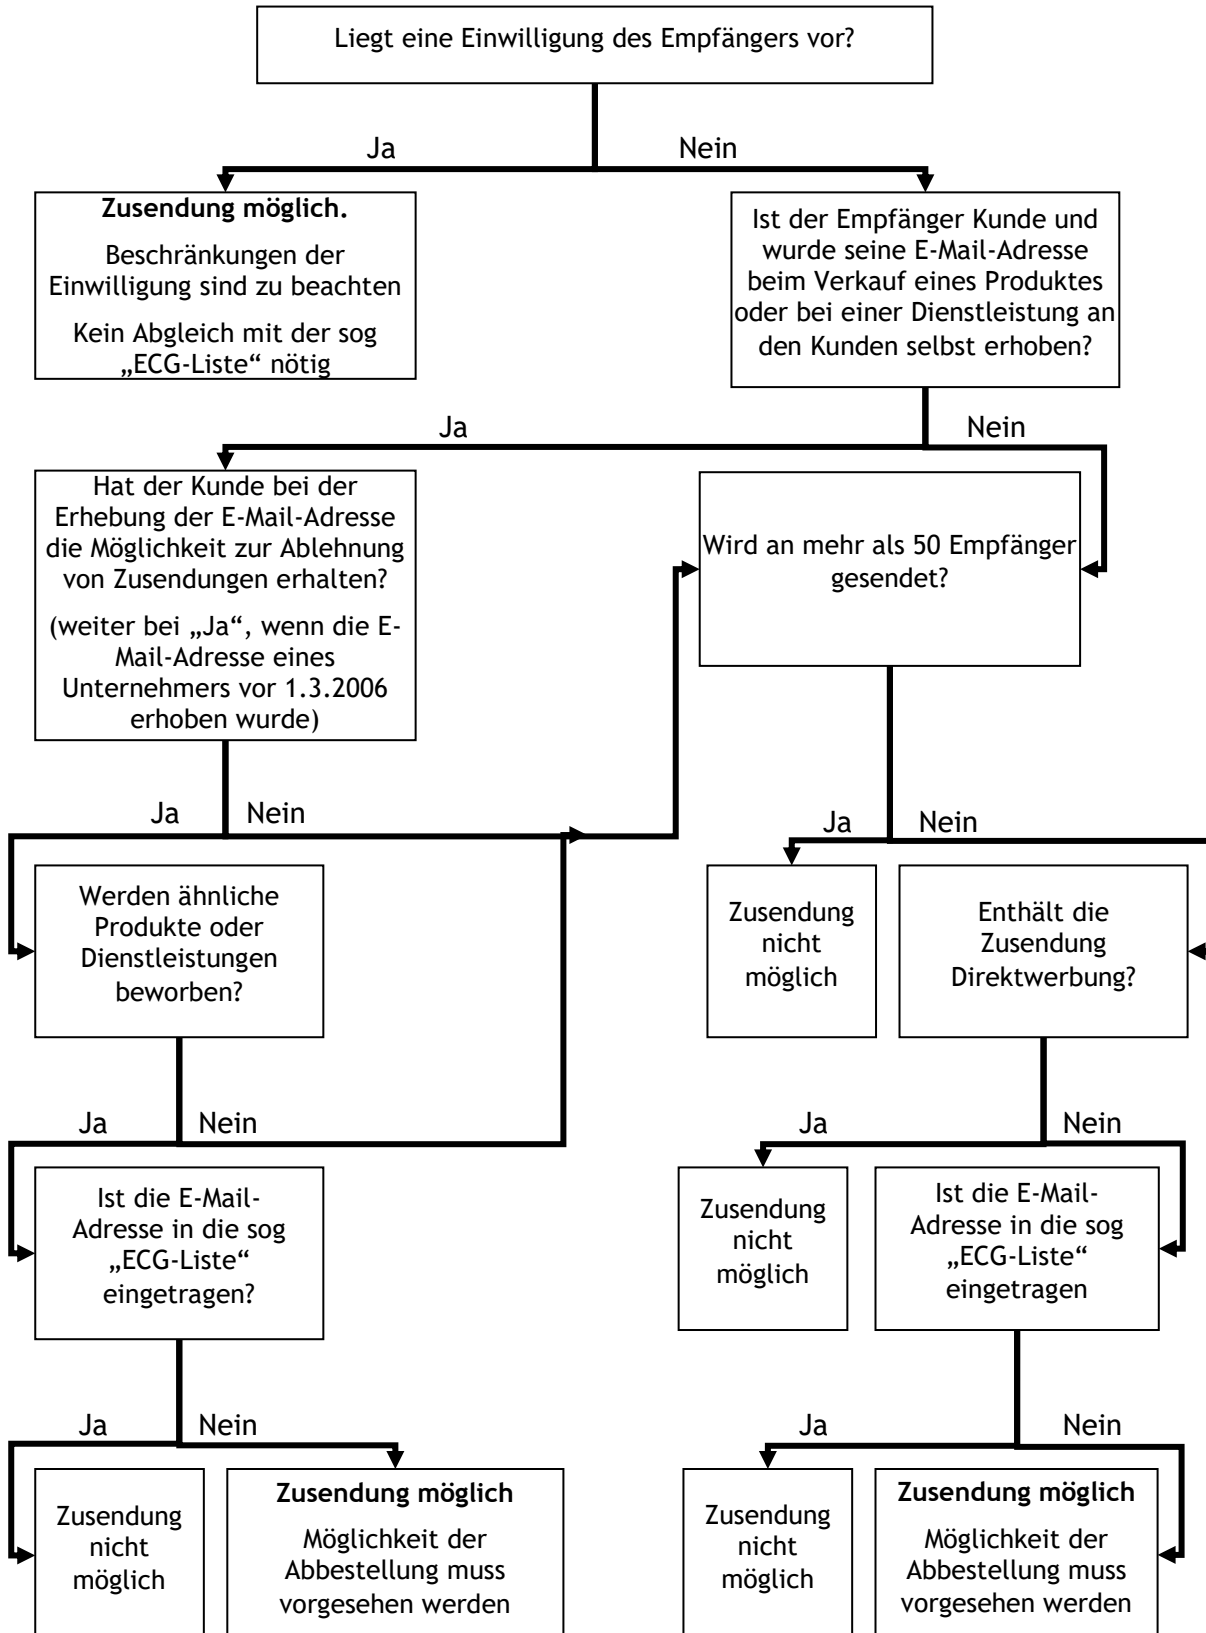 Liegt eine Einwilligung des Empfängers vor?
Ja
Nein
Zusendung möglich.
Beschränkungen der
Einwilligung sind zu beachten
Kein Abgleich mit der sog
„ECG-Liste“ nötig
Ist der Empfänger Kunde und
wurde seine E-Mail-Adresse
beim Verkauf eines Produktes
oder bei einer Dienstleistung an
den Kunden selbst erhoben?
Ja
Nein
Hat der Kunde bei der
Erhebung der E-Mail-Adresse
die Möglichkeit zur Ablehnung
von Zusendungen erhalten?
(weiter bei „Ja“, wenn die E-
Mail-Adresse eines
Unternehmers vor 1.3.2006
erhoben wurde)
Wird an mehr als 50 Empfänger
gesendet?
Ja
Nein
Ja
Nein
Werden ähnliche
Produkte oder
Dienstleistungen
beworben?
Zusendung
nicht
möglich
Enthält die
Zusendung
Direktwerbung?
Ja
Nein
Ja
Nein
Ist die E-Mail-
Adresse in die sog
„ECG-Liste“
eingetragen?
Zusendung
nicht
möglich
Ist die E-Mail-
Adresse in die sog
„ECG-Liste“
eingetragen
Ja
Nein
Ja
Nein
Zusendung
nicht
möglich
Zusendung möglich
Möglichkeit der
Abbestellung muss
vorgesehen werden
Zusendung
nicht
möglich
Zusendung möglich
Möglichkeit der
Abbestellung muss
vorgesehen werden